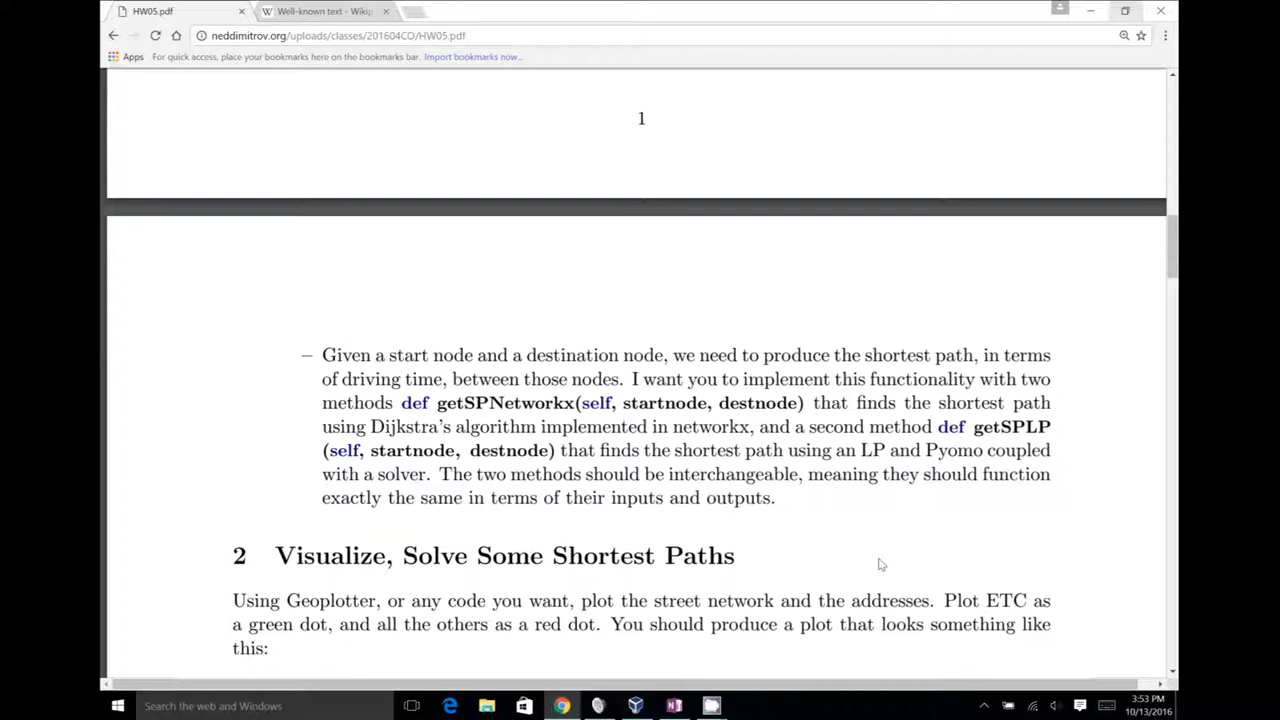 HW05.pdf
Well-known text - Wikip
neddimitrov.org/uploads/classes/201604CO/HW05.pdf
Apps For quick access, place your bookmarks here on the bookmarks bar. Import bookmarks now...
1
– Given a start node and a destination node, we need to produce the shortest path, in terms
of driving time, between those nodes. I want you to implement this functionality with two
methods def getSPNetworkx(self, startnode, destnode) that finds the shortest path
using Dijkstra's algorithm implemented in networkx, and a second method def getSPLP
(self, startnode, destnode) that finds the shortest path using an LP and Pyomo coupled
with a solver. The two methods should be interchangeable, meaning they should function
exactly the same in terms of their inputs and outputs.
2 Visualize, Solve Some Shortest Paths
Using Geoplotter, or any code you want, plot the street network and the addresses. Plot ETC as
a green dot, and all the others as a red dot. You should produce a plot that looks something like
this:
Search the web and Windows
3:53 PM
10/13/2016